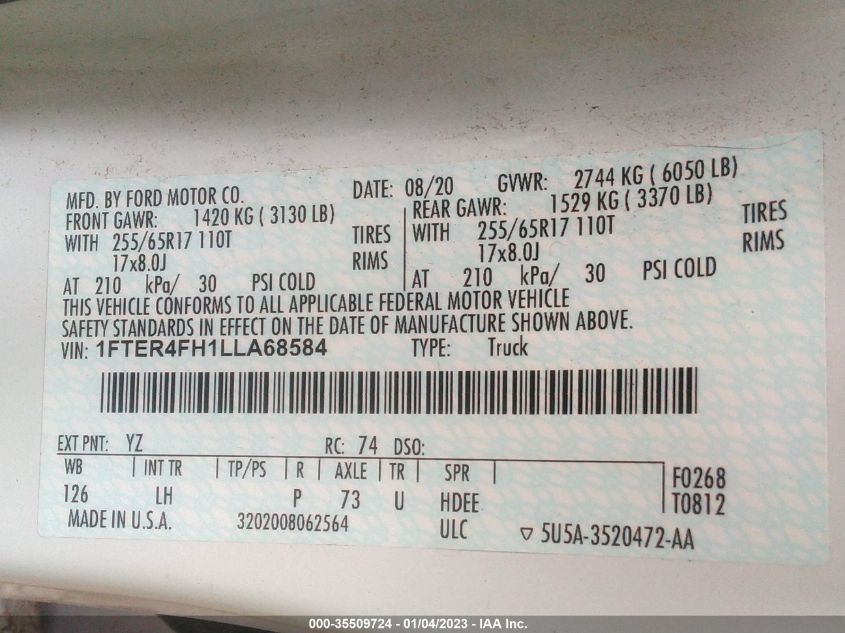 MFD. BY FORD MOTOR CO. DATE: 08/20 GVWR: 2744 KG ( 6050 LB)
FRONT GAWR: 1420 KG ( 3130 LB) REAR GAWR: 1529 KG ( 3370 LB)
WITH 255/65R17 110T TIRES WITH 255/65R17 110T TIRES
17x8.0J RIMS 17x8.0J RIMS
AT 210 kPa/ 30 PSI COLD AT 210 kPa/ 30 PSI COLD
THIS VEHICLE CONFORMS TO ALL APPLICABLE FEDERAL MOTOR VEHICLE
SAFETY STANDARDS IN EFFECT ON THE DATE OF MANUFACTURE SHOWN ABOVE.
VIN: 1FTER4FH1LLA68584 TYPE: Truck
EXT PNT: YZ RC: 74 DSO:
WB INT TR TP/PS R AXLE TR SPR F0268
126 LH P 73 U HDEE T0812
MADE IN U.S.A. 3202008062564 ULC ▽ 5U5A-3520472-AA
000-35509724 - 01/04/2023 - IAA Inc.